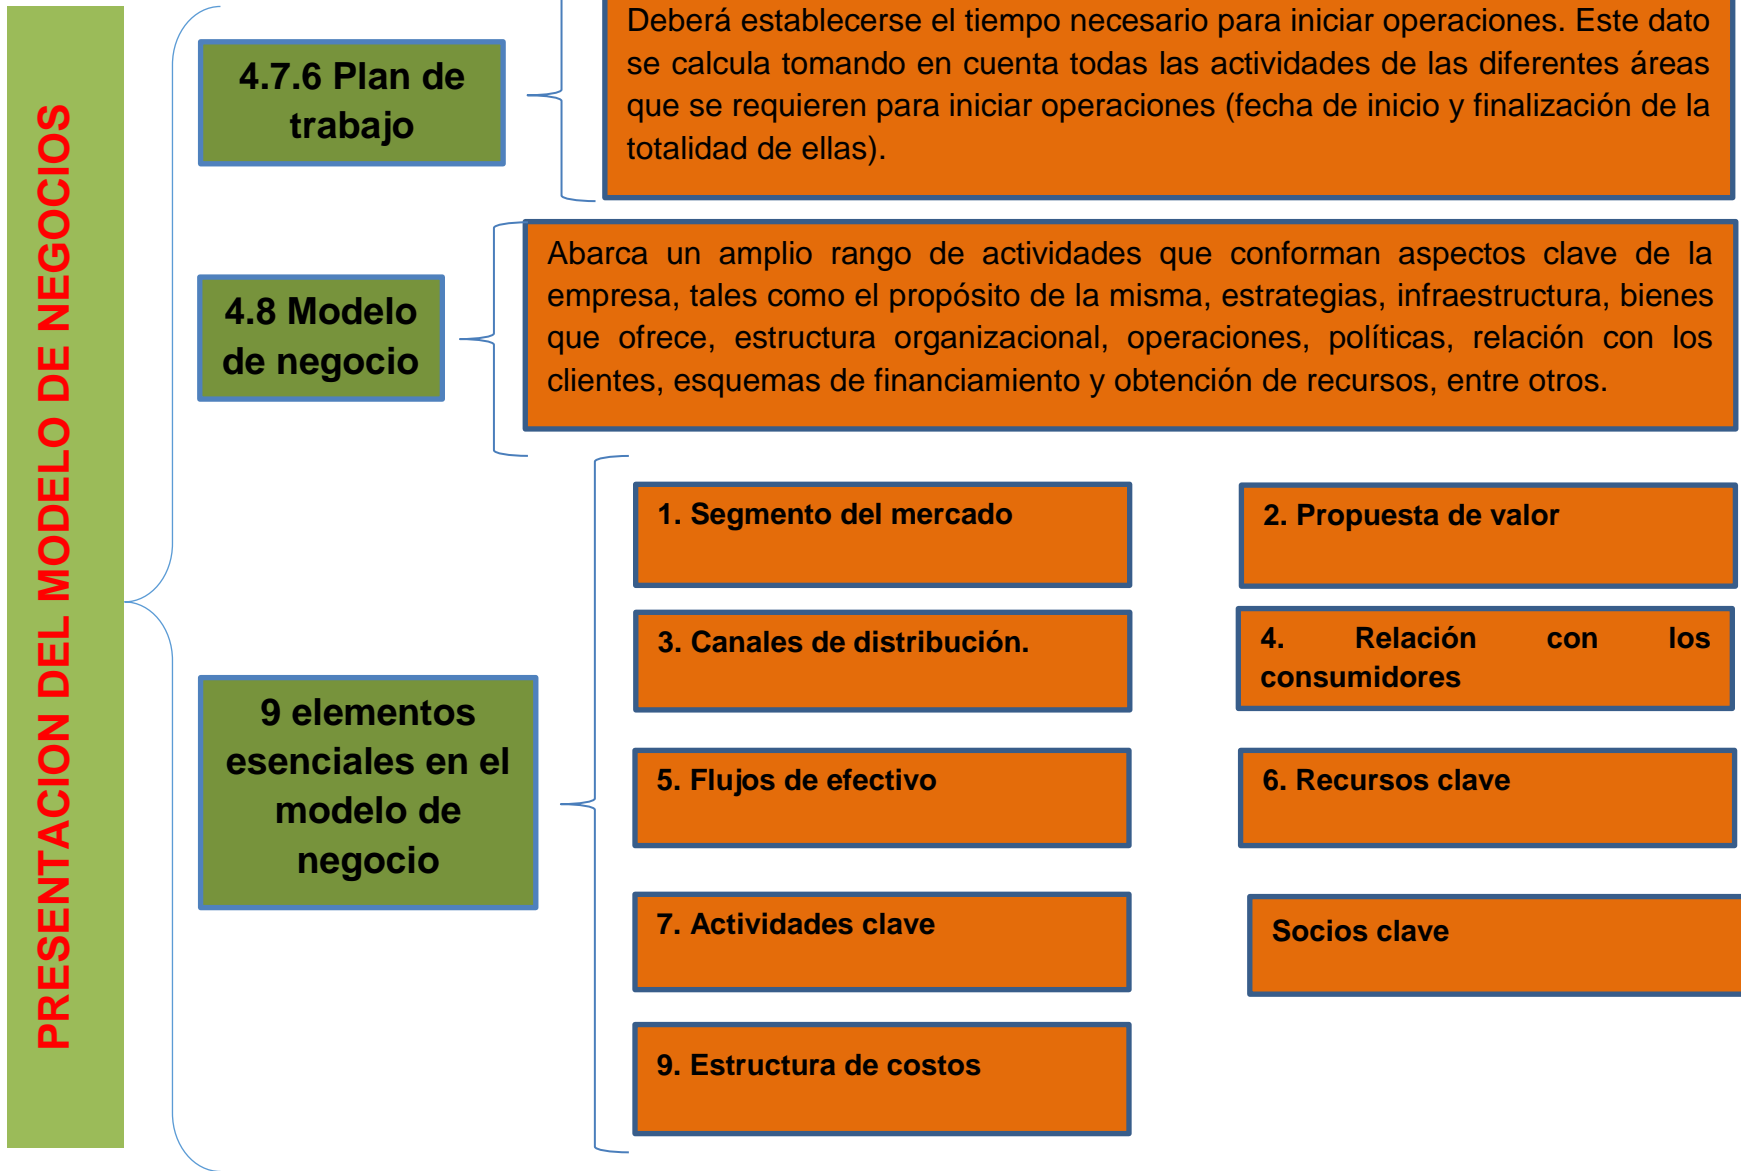 PRESENTACION DEL MODELO DE NEGOCIOS
4.7.6 Plan de
trabajo
Deberá establecerse el tiempo necesario para iniciar operaciones. Este dato
se calcula tomando en cuenta todas las actividades de las diferentes áreas
que se requieren para iniciar operaciones (fecha de inicio y finalización de la
totalidad de ellas).
4.8 Modelo
de negocio
Abarca un amplio rango de actividades que conforman aspectos clave de la
empresa, tales como el propósito de la misma, estrategias, infraestructura, bienes
que ofrece, estructura organizacional, operaciones, políticas, relación con los
clientes, esquemas de financiamiento y obtención de recursos, entre otros.
9 elementos
esenciales en el
modelo de
negocio
1. Segmento del mercado
2. Propuesta de valor
3. Canales de distribución.
4. Relación con los
consumidores
5. Flujos de efectivo
6. Recursos clave
7. Actividades clave
Socios clave
9. Estructura de costos